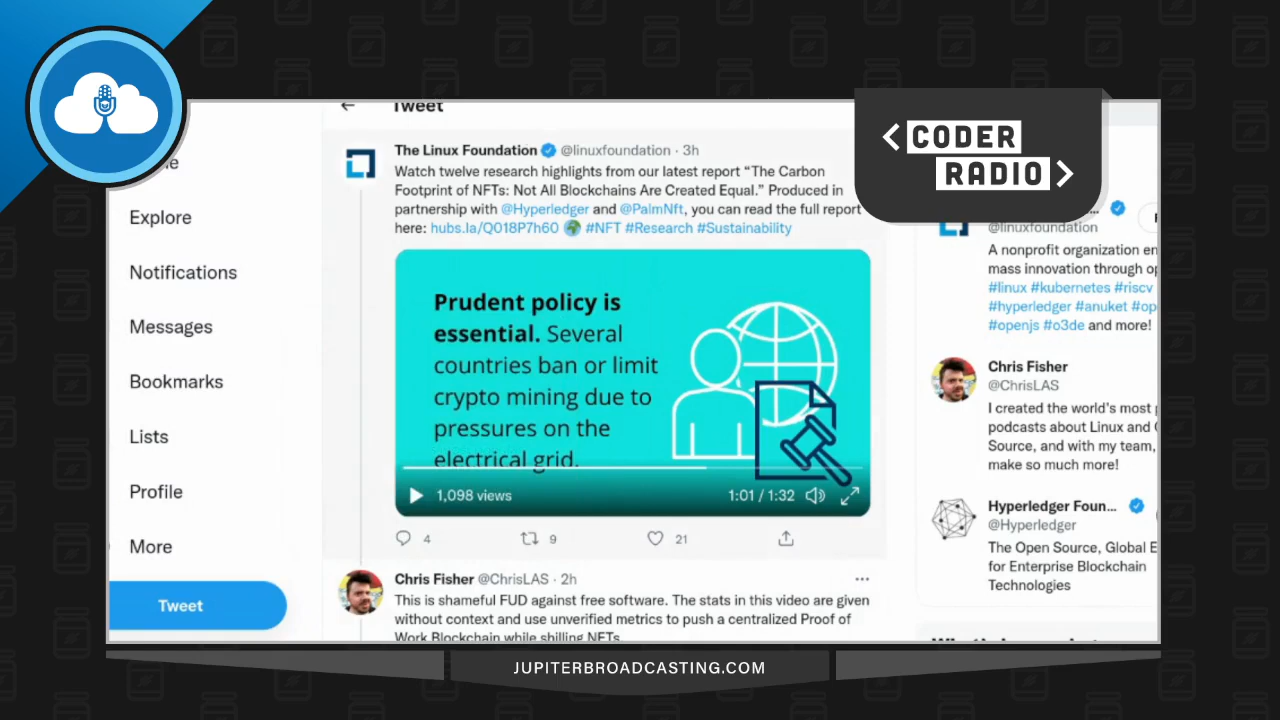 Tweet
CODER
RADIO
Explore
Notifications
Messages
Bookmarks
Lists
Profile
More
Tweet
The Linux Foundation @linuxfoundation · 3h
Watch twelve research highlights from our latest report “The Carbon
Footprint of NFTs: Not All Blockchains Are Created Equal.” Produced in
partnership with @Hyperledger and @PalmNft, you can read the full report
here: hubs.la/Q018P7h60 #NFT #Research #Sustainability
Prudent policy is
essential. Several
countries ban or limit
crypto mining due to
pressures on the
electrical grid.
1,098 views
1:01 / 1:32
4
9
21
Chris Fisher @ChrisLAS · 2h
This is shameful FUD against free software. The stats in this video are given
without context and use unverified metrics to push a centralized Proof of
Work Blockchain while shilling NFTs.
@linuxfoundation
A nonprofit organization en
mass innovation through op
#linux #kubernetes #riscv
#hyperledger #anuket #op
#openjs #o3de and more!
Chris Fisher
@ChrisLAS
I created the world's most p
podcasts about Linux and O
Source, and with my team,
make so much more!
Hyperledger Foun...
@Hyperledger
The Open Source, Global E
for Enterprise Blockchain
Technologies
JUPITERBROADCASTING.COM